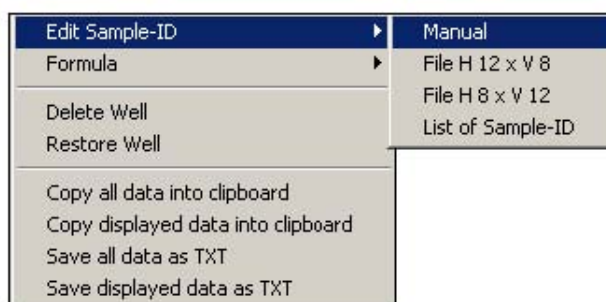 Edit Sample-ID
Formula
Delete Well
Restore Well
Copy all data into clipboard
Copy displayed data into clipboard
Save all data as TXT
Save displayed data as TXT
Manual
File H 12 x V 8
File H 8 x V 12
List of Sample-ID